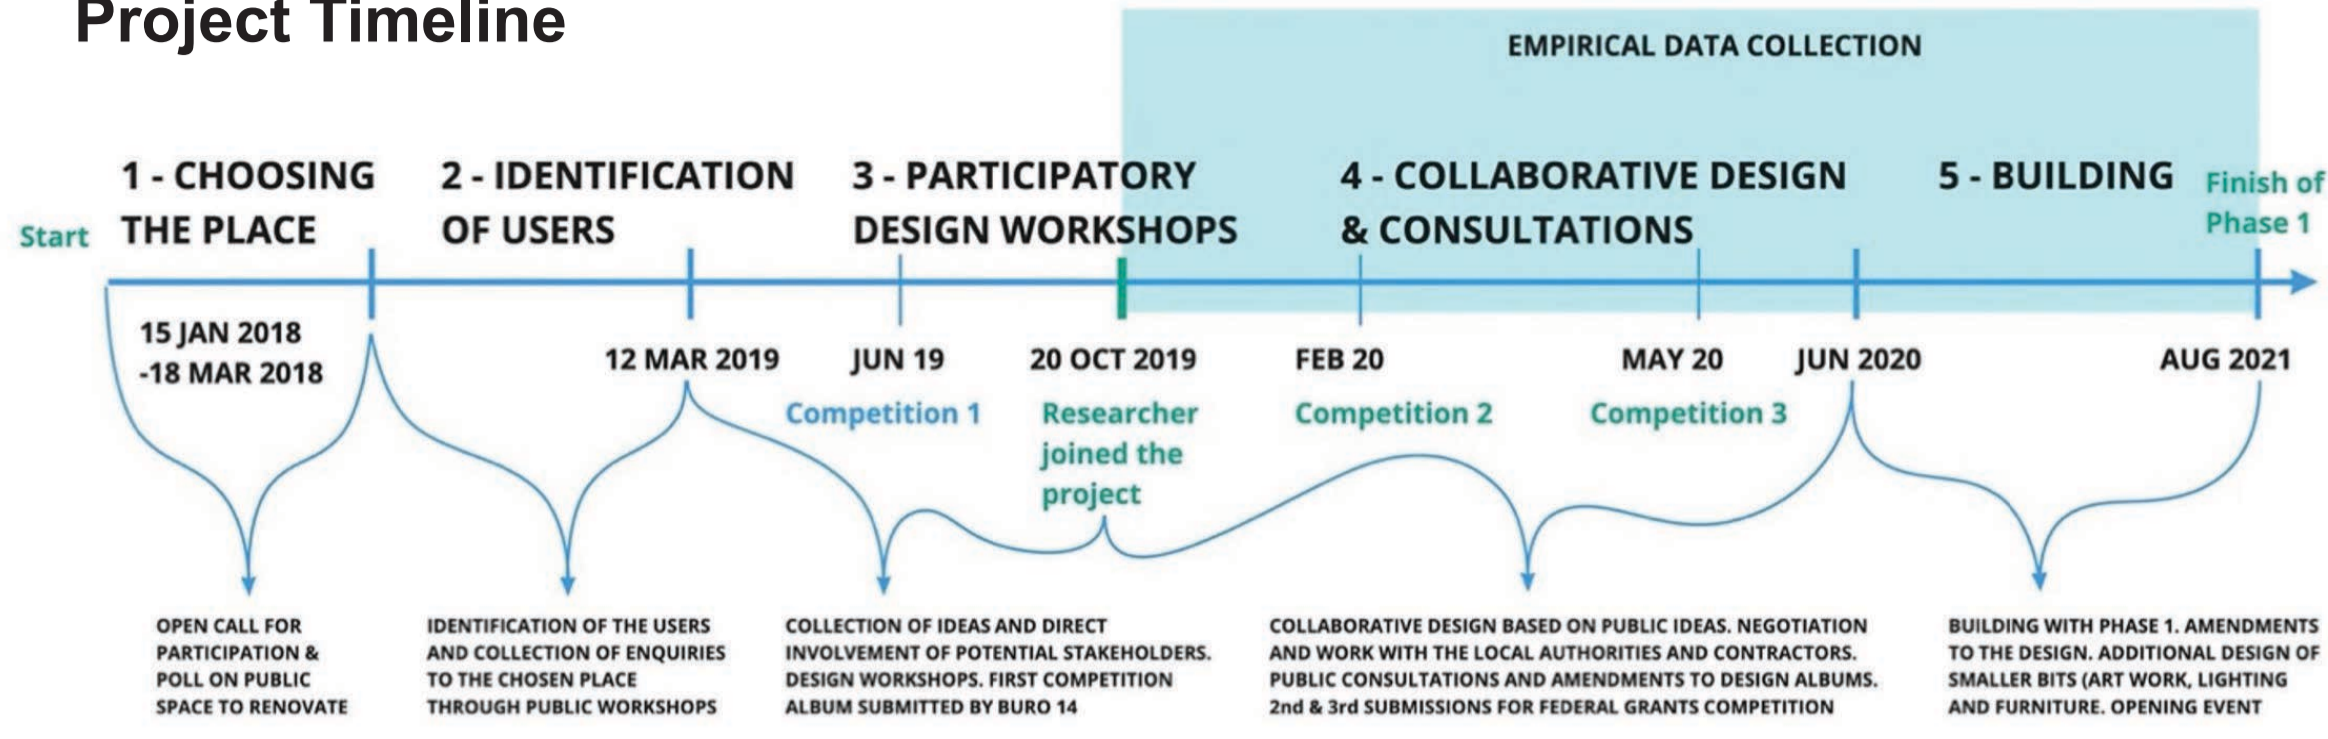 Project Timeline
EMPIRICAL DATA COLLECTION
Start
1 - CHOOSING
THE PLACE
2 - IDENTIFICATION
OF USERS
3 - PARTICIPATORY
DESIGN WORKSHOPS
4 - COLLABORATIVE DESIGN
& CONSULTATIONS
5 - BUILDING
Finish of
Phase 1
15 JAN 2018
-18 MAR 2018
12 MAR 2019
JUN 19
Competition 1
20 OCT 2019
Researcher
joined the
project
FEB 20
Competition 2
MAY 20
Competition 3
JUN 2020
AUG 2021
OPEN CALL FOR
PARTICIPATION &
POLL ON PUBLIC
SPACE TO RENOVATE
IDENTIFICATION OF THE USERS
AND COLLECTION OF ENQUIRIES
TO THE CHOSEN PLACE
THROUGH PUBLIC WORKSHOPS
COLLECTION OF IDEAS AND DIRECT
INVOLVEMENT OF POTENTIAL STAKEHOLDERS.
DESIGN WORKSHOPS. FIRST COMPETITION
ALBUM SUBMITTED BY BURO 14
COLLABORATIVE DESIGN BASED ON PUBLIC IDEAS. NEGOTIATION
AND WORK WITH THE LOCAL AUTHORITIES AND CONTRACTORS.
PUBLIC CONSULTATIONS AND AMENDMENTS TO DESIGN ALBUMS.
2nd & 3rd SUBMISSIONS FOR FEDERAL GRANTS COMPETITION
BUILDING WITH PHASE 1. AMENDMENTS
TO THE DESIGN. ADDITIONAL DESIGN OF
SMALLER BITS (ART WORK, LIGHTING
AND FURNITURE. OPENING EVENT